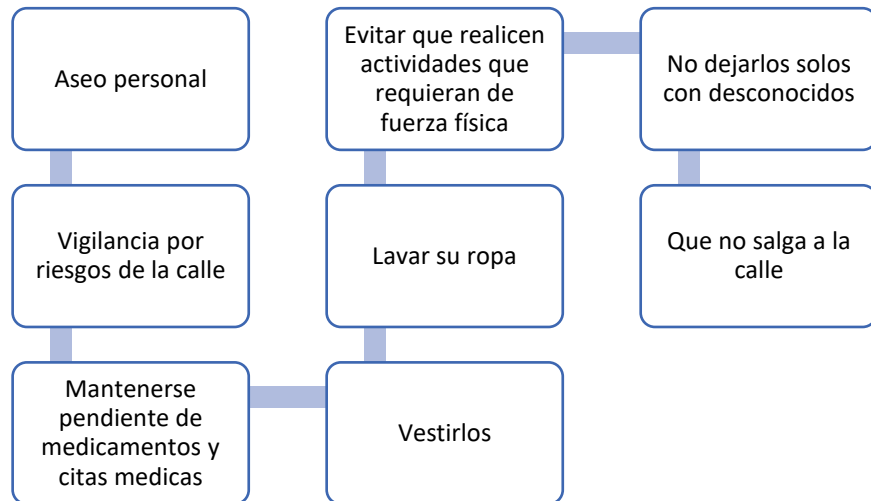 Aseo personal
Vigilancia por
riesgos de la calle
Mantenerse
pendiente de
medicamentos y
citas medicas
Vestirlos
Lavar su ropa
Evitar que realicen
actividades que
requieran de
fuerza física
No dejarlos solos
con desconocidos
Que no salga a la
calle